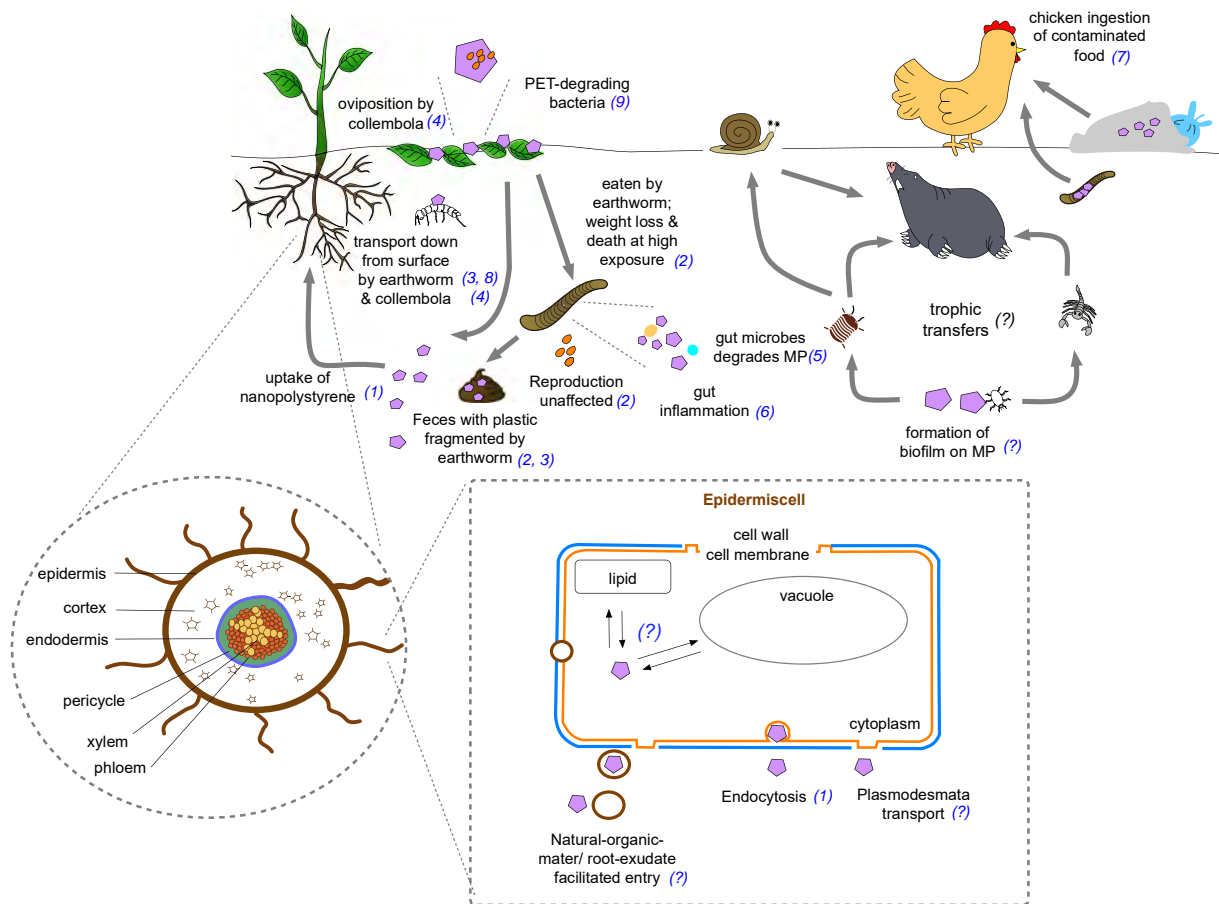 chicken ingestion
of contaminated
food (7)
PET-degrading
bacteria (9)
oviposition by
collembola (4)
eaten by
earthworm;
weight loss &
death at high
exposure (2)
transport down
from surface
by earthworm (3, 8)
& collembola (4)
trophic
transfers (?)
gut microbes
degrades MP (5)
uptake of
nanopolystyrene (1)
Reproduction
unaffected (2)
gut
inflammation (6)
Feces with plastic
fragmented by
earthworm (2, 3)
formation of
biofilm on MP (?)
epidermis
cortex
endodermis
pericycle
xylem
phloem
Epidermiscell
cell wall
cell membrane
lipid
vacuole
(?)
cytoplasm
Endocytosis (1)
Plasmodesmata
transport (?)
Natural-organic-
mater/ root-exudate
facilitated entry (?)